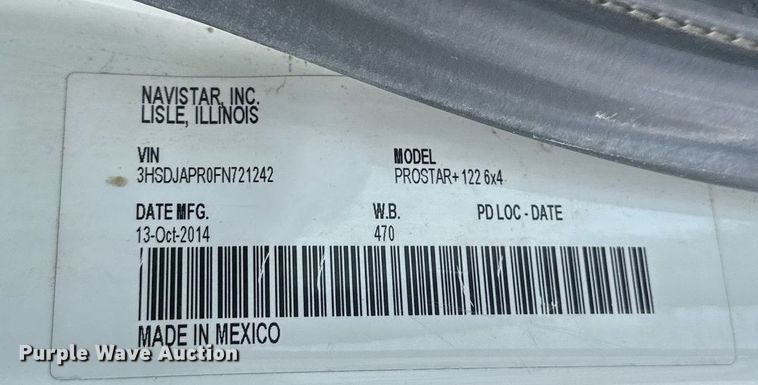 NAVISTAR, INC.
LISLE, ILLINOIS
VIN MODEL
3HSDJAPR0FN721242 PROSTAR+ 122 6x4
DATE MFG. W.B. PD LOC - DATE
13-Oct-2014 470
MADE IN MEXICO
Purple Wave Auction